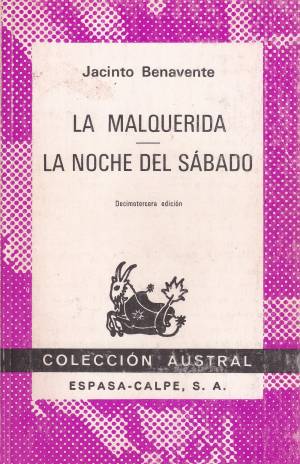 Jacinto Benavente
LA MALQUERIDA
LA NOCHE DEL SÁBADO
Decimotercera edición
COLECCIÓN AUSTRAL
ESPASA-CALPE, S. A.